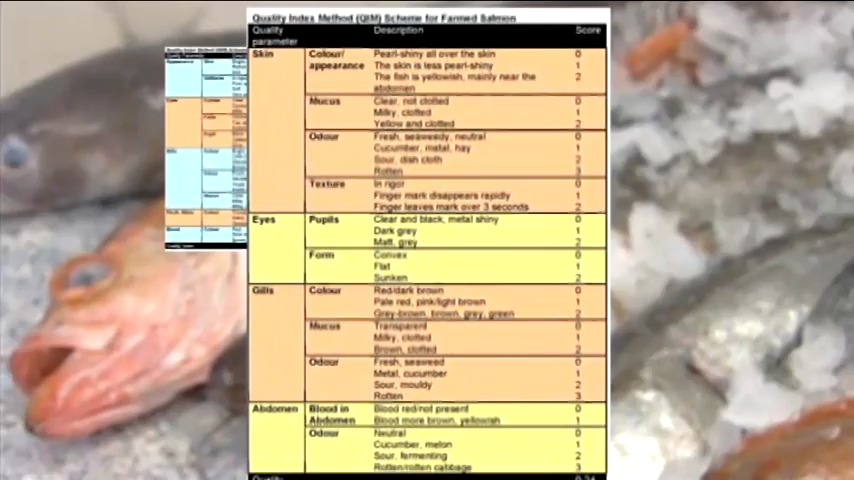 Quality Index Method (QIM) Scheme for Farmed Salmon
Quality parameter Description Score
Skin Colour/ appearance Pearl-shiny all over the skin 0
The skin is less pearl-shiny 1
The fish is yellowish, mainly near the abdomen 2
Mucus Clear, not clotted 0
Milky, clotted 1
Yellow and clotted 2
Odour Fresh, seaweedy, neutral 0
Cucumber, metal, hay 1
Sour, dish cloth 2
Rotten 3
Texture In rigor 0
Finger mark disappears rapidly 1
Finger leaves mark over 3 seconds 2
Eyes Pupils Clear and black, metal shiny 0
Dark grey 1
Matt, grey 2
Form Convex 0
Flat 1
Sunken 2
Gills Colour Red/dark brown 0
Pale red, pink/light brown 1
Grey-brown, brown, grey, green 2
Mucus Transparent 0
Milky, clotted 1
Brown, clotted 2
Odour Fresh, seaweed 0
Metal, cucumber 1
Sour, mouldy 2
Rotten 3
Abdomen Blood in Abdomen Blood red/not present 0
Blood more brown, yellowish 1
Odour Neutral 0
Cucumber, melon 1
Sour, fermenting 2
Rotten/rotten cabbage 3
Quality 0-24